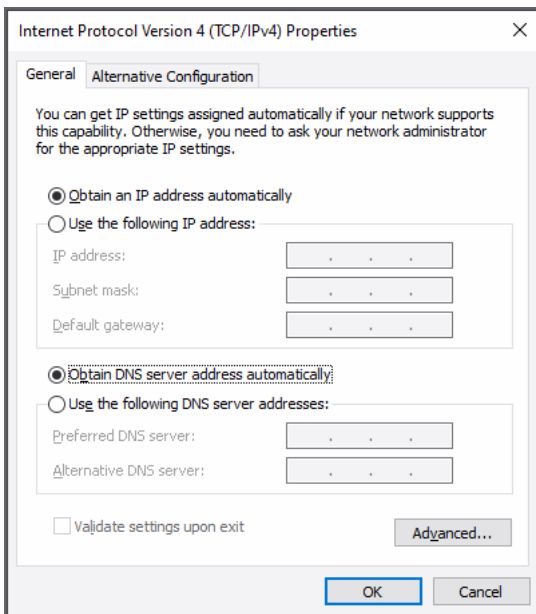 Internet Protocol Version 4 (TCP/IPv4) Properties
General
Alternative Configuration
You can get IP settings assigned automatically if your network supports
this capability. Otherwise, you need to ask your network administrator
for the appropriate IP settings.
Obtain an IP address automatically
Use the following IP address:
IP address:
Subnet mask:
Default gateway:
Obtain DNS server address automatically
Use the following DNS server addresses:
Preferred DNS server:
Alternative DNS server:
Validate settings upon exit
Advanced...
OK
Cancel